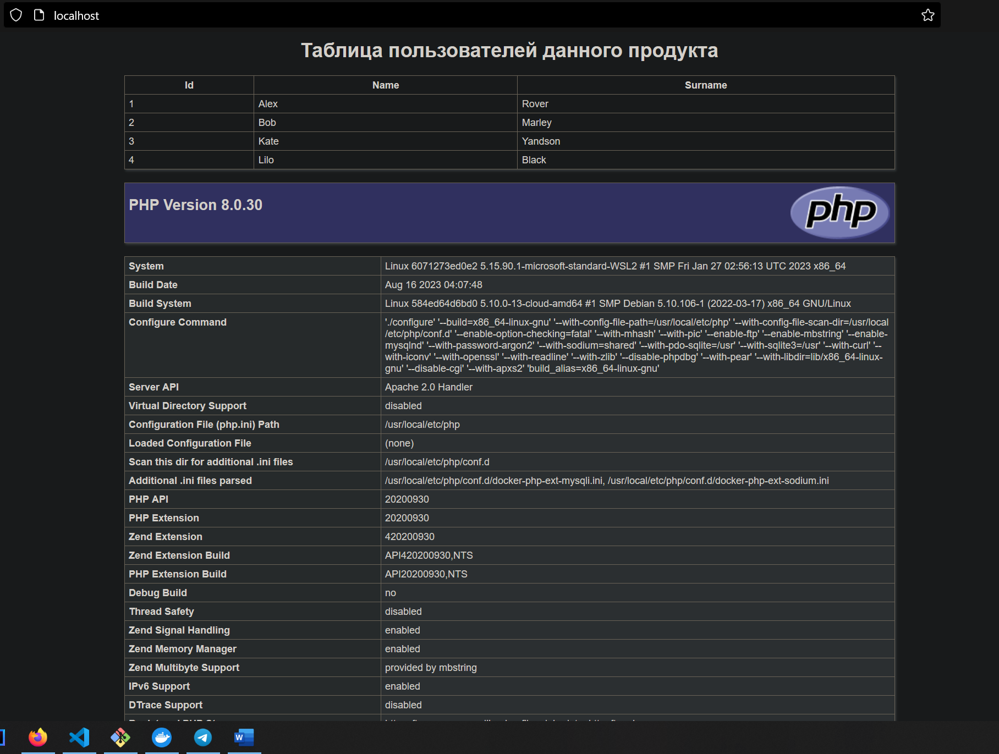 localhost
Таблица пользователей данного продукта
Id Name Surname
1 Alex Rover
2 Bob Marley
3 Kate Yandson
4 Lilo Black
PHP Version 8.0.30
php
System Linux 6071273ed0e2 5.15.90.1-microsoft-standard-WSL2 #1 SMP Fri Jan 27 02:56:13 UTC 2023 x86_64
Build Date Aug 16 2023 04:07:48
Build System Linux 584ed64d6bd0 5.10.0-13-cloud-amd64 #1 SMP Debian 5.10.106-1 (2022-03-17) x86_64 GNU/Linux
Configure Command './configure' '--build=x86_64-linux-gnu' '--with-config-file-path=/usr/local/etc/php' '--with-config-file-scan-dir=/usr/local
/etc/php/conf.d' '--enable-option-checking=fatal' '--with-mhash' '--with-pic' '--enable-ftp' '--enable-mbstring' '--enable-
mysqlnd' '--with-password-argon2' '--with-sodium=shared' '--with-pdo-sqlite=/usr' '--with-sqlite3=/usr' '--with-curl' '--
with-iconv' '--with-openssl' '--with-readline' '--with-zlib' '--disable-phpdbg' '--with-pear' '--with-libdir=lib/x86_64-linux-
gnu' '--disable-cgi' '--with-apxs2' 'build_alias=x86_64-linux-gnu'
Server API Apache 2.0 Handler
Virtual Directory Support disabled
Configuration File (php.ini) Path /usr/local/etc/php
Loaded Configuration File (none)
Scan this dir for additional .ini files /usr/local/etc/php/conf.d
Additional .ini files parsed /usr/local/etc/php/conf.d/docker-php-ext-mysqli.ini, /usr/local/etc/php/conf.d/docker-php-ext-sodium.ini
PHP API 20200930
PHP Extension 20200930
Zend Extension 420200930
Zend Extension Build API420200930,NTS
PHP Extension Build API20200930,NTS
Debug Build no
Thread Safety disabled
Zend Signal Handling enabled
Zend Memory Manager enabled
Zend Multibyte Support provided by mbstring
IPv6 Support enabled
DTrace Support disabled
W